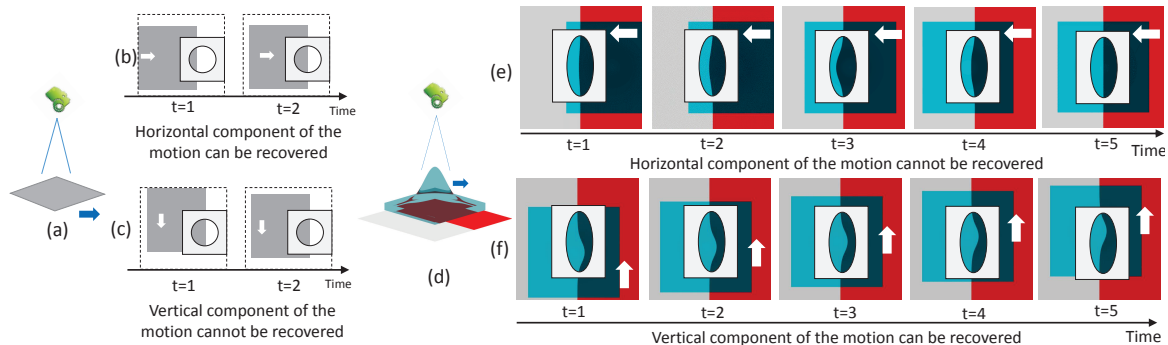 (a)
(b)
t=1
t=2
Time
Horizontal component of the
motion can be recovered
(c)
t=1
t=2
Time
Vertical component of the
motion cannot be recovered
(d)
(e)
t=1
t=2
t=3
t=4
t=5
Time
Horizontal component of the motion cannot be recovered
(f)
t=1
t=2
t=3
t=4
t=5
Time
Vertical component of the motion can be recovered